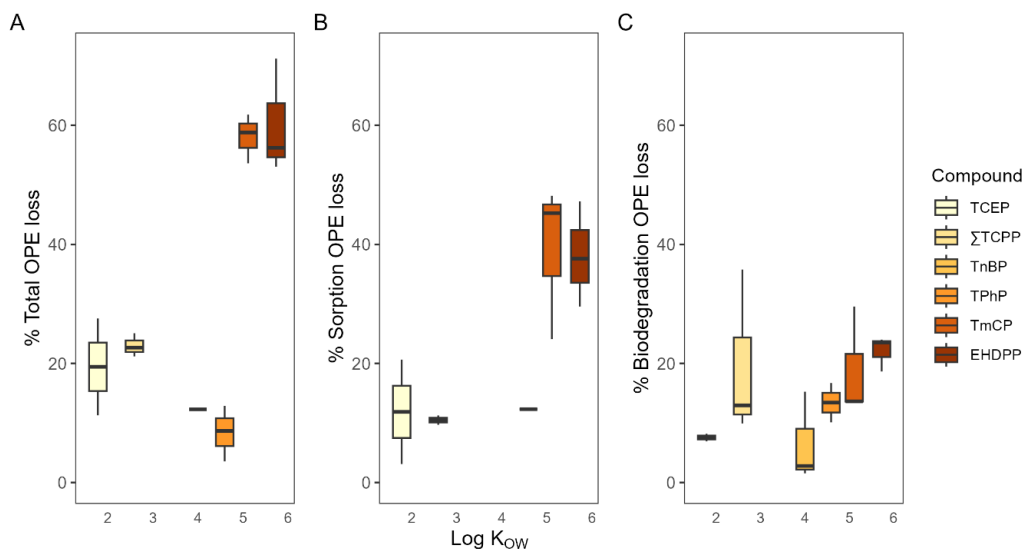 A
B
C
% Total OPE loss
60
40
20
0
2 3 4 5 6
% Sorption OPE loss
60
40
20
0
2 3 4 5 6
Log K_OW
% Biodegradation OPE loss
60
40
20
0
2 3 4 5 6
Compound
TCEP
∑TCPP
TnBP
TPhP
TmCP
EHDPP